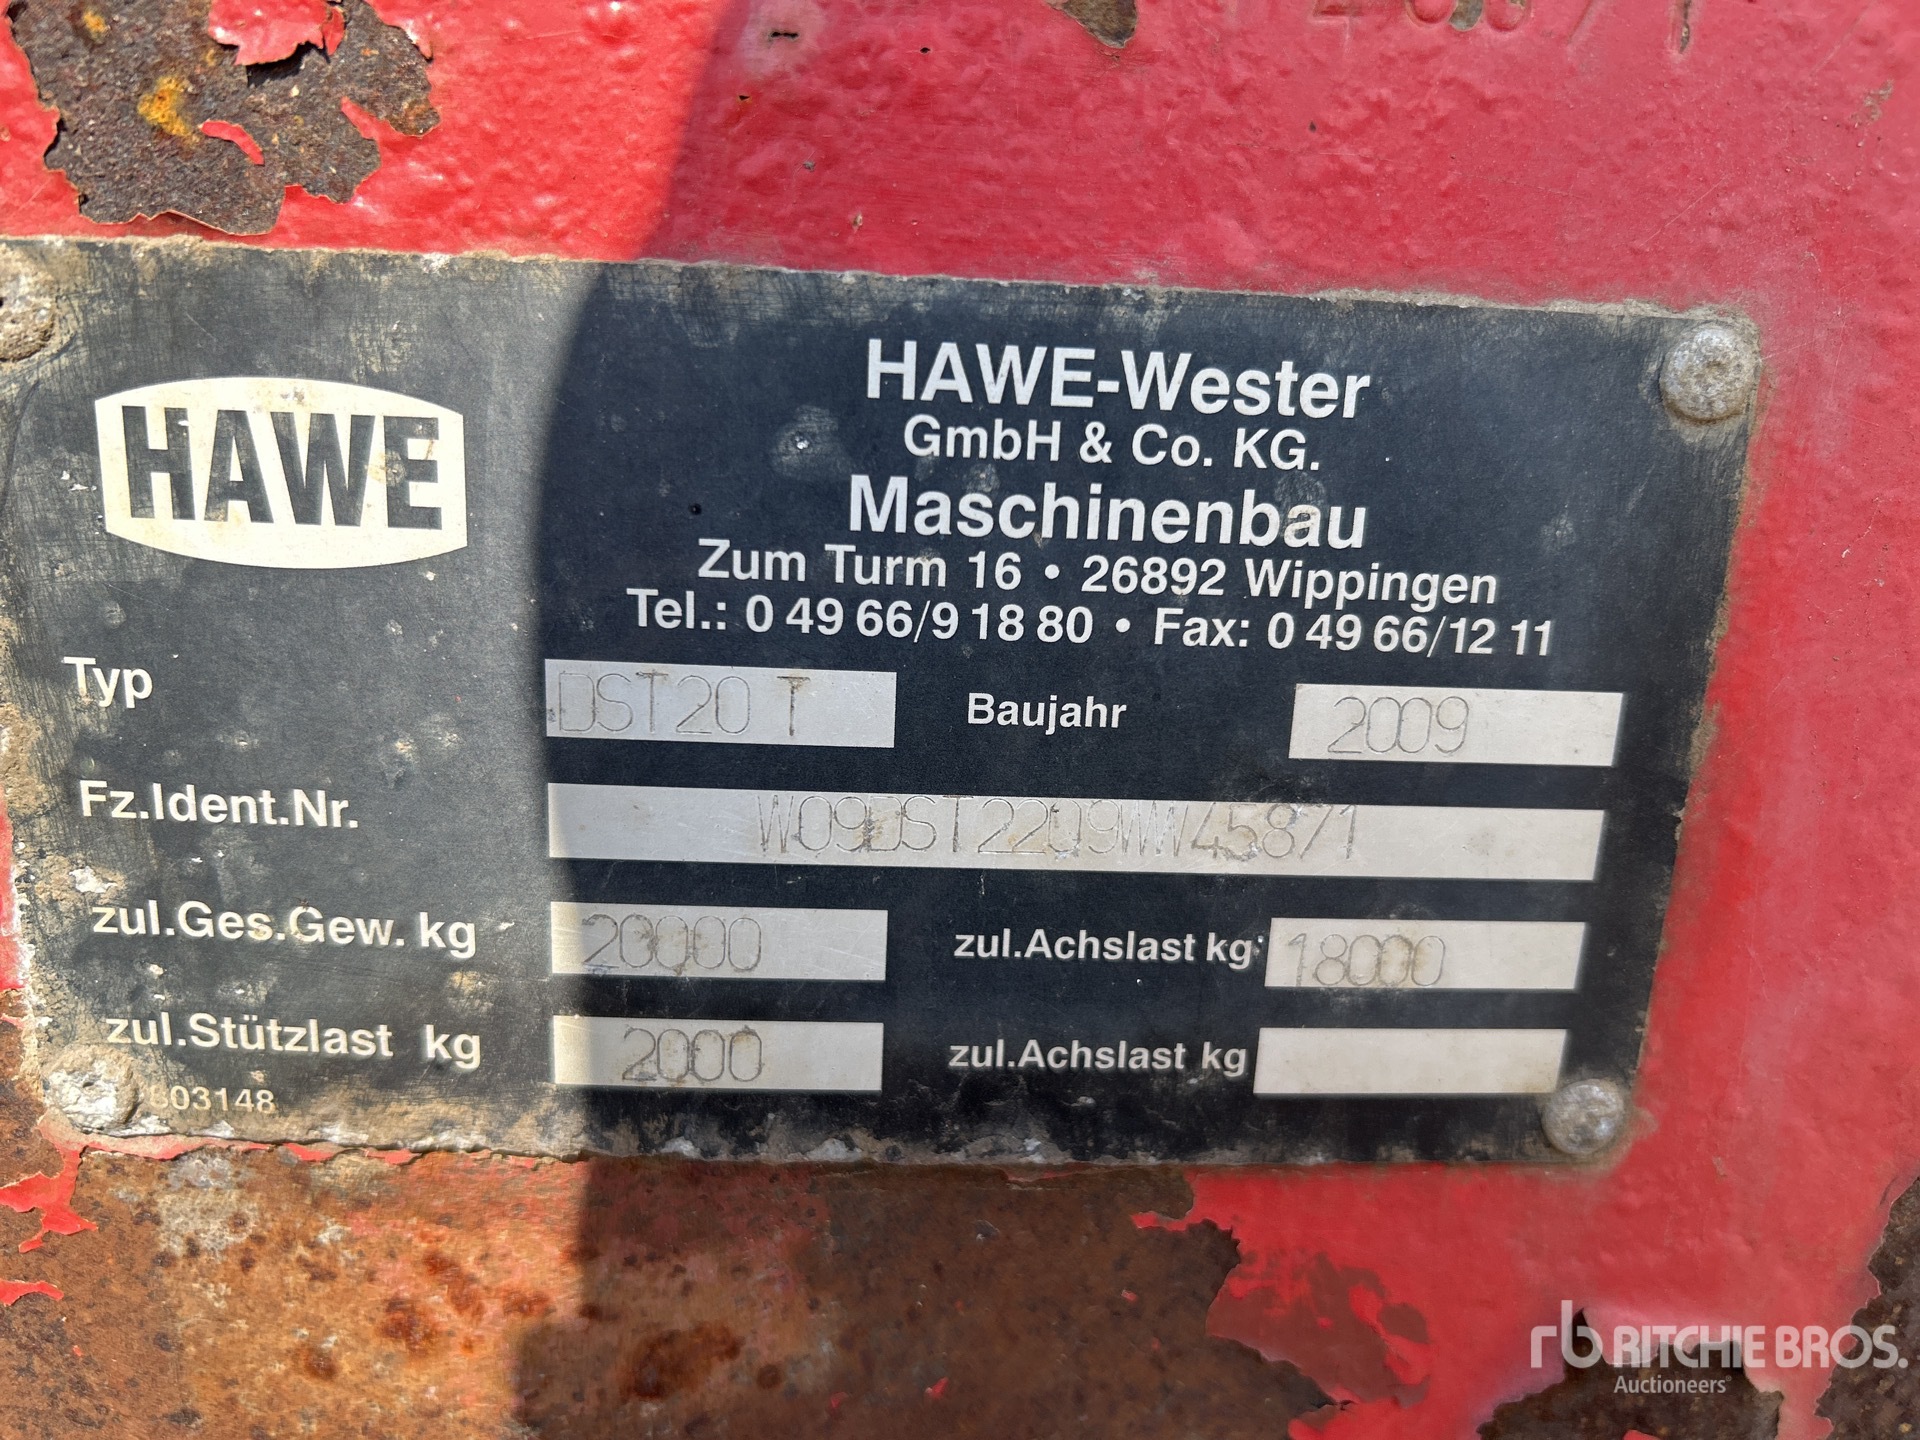 HAWE
HAWE-Wester
GmbH & Co. KG.
Maschinenbau
Zum Turm 16 • 26892 Wippingen
Tel.: 0 49 66/9 18 80 • Fax: 0 49 66/12 11
Typ DST20 T Baujahr 2009
Fz.Ident.Nr. W09DST2209WW45871
zul.Ges.Gew. kg 20000 zul.Achslast kg 18000
zul.Stützlast kg 2000 zul.Achslast kg
803148
rb RITCHIE BROS.
Auctioneers